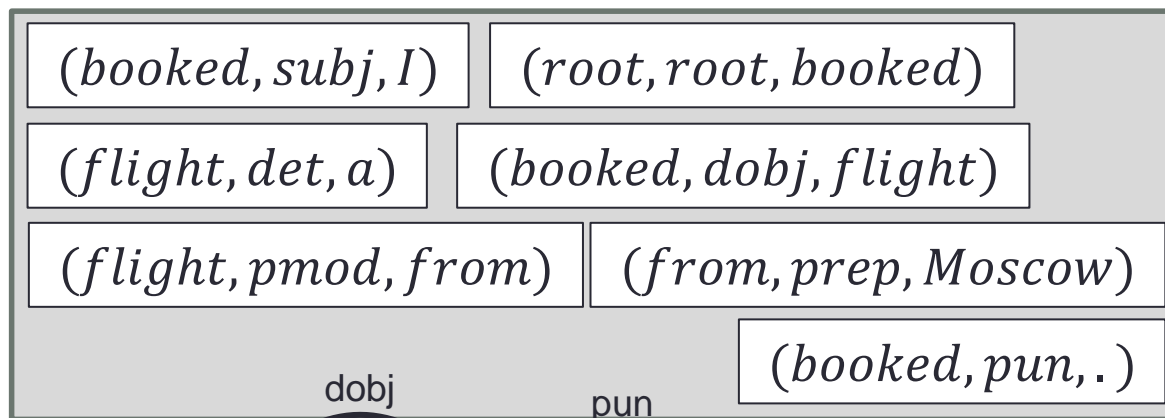 (booked, subj, I) (root, root, booked)
(flight, det, a) (booked, dobj, flight)
(flight, pmod, from) (from, prep, Moscow)
(booked, pun, . )
dobj
pun